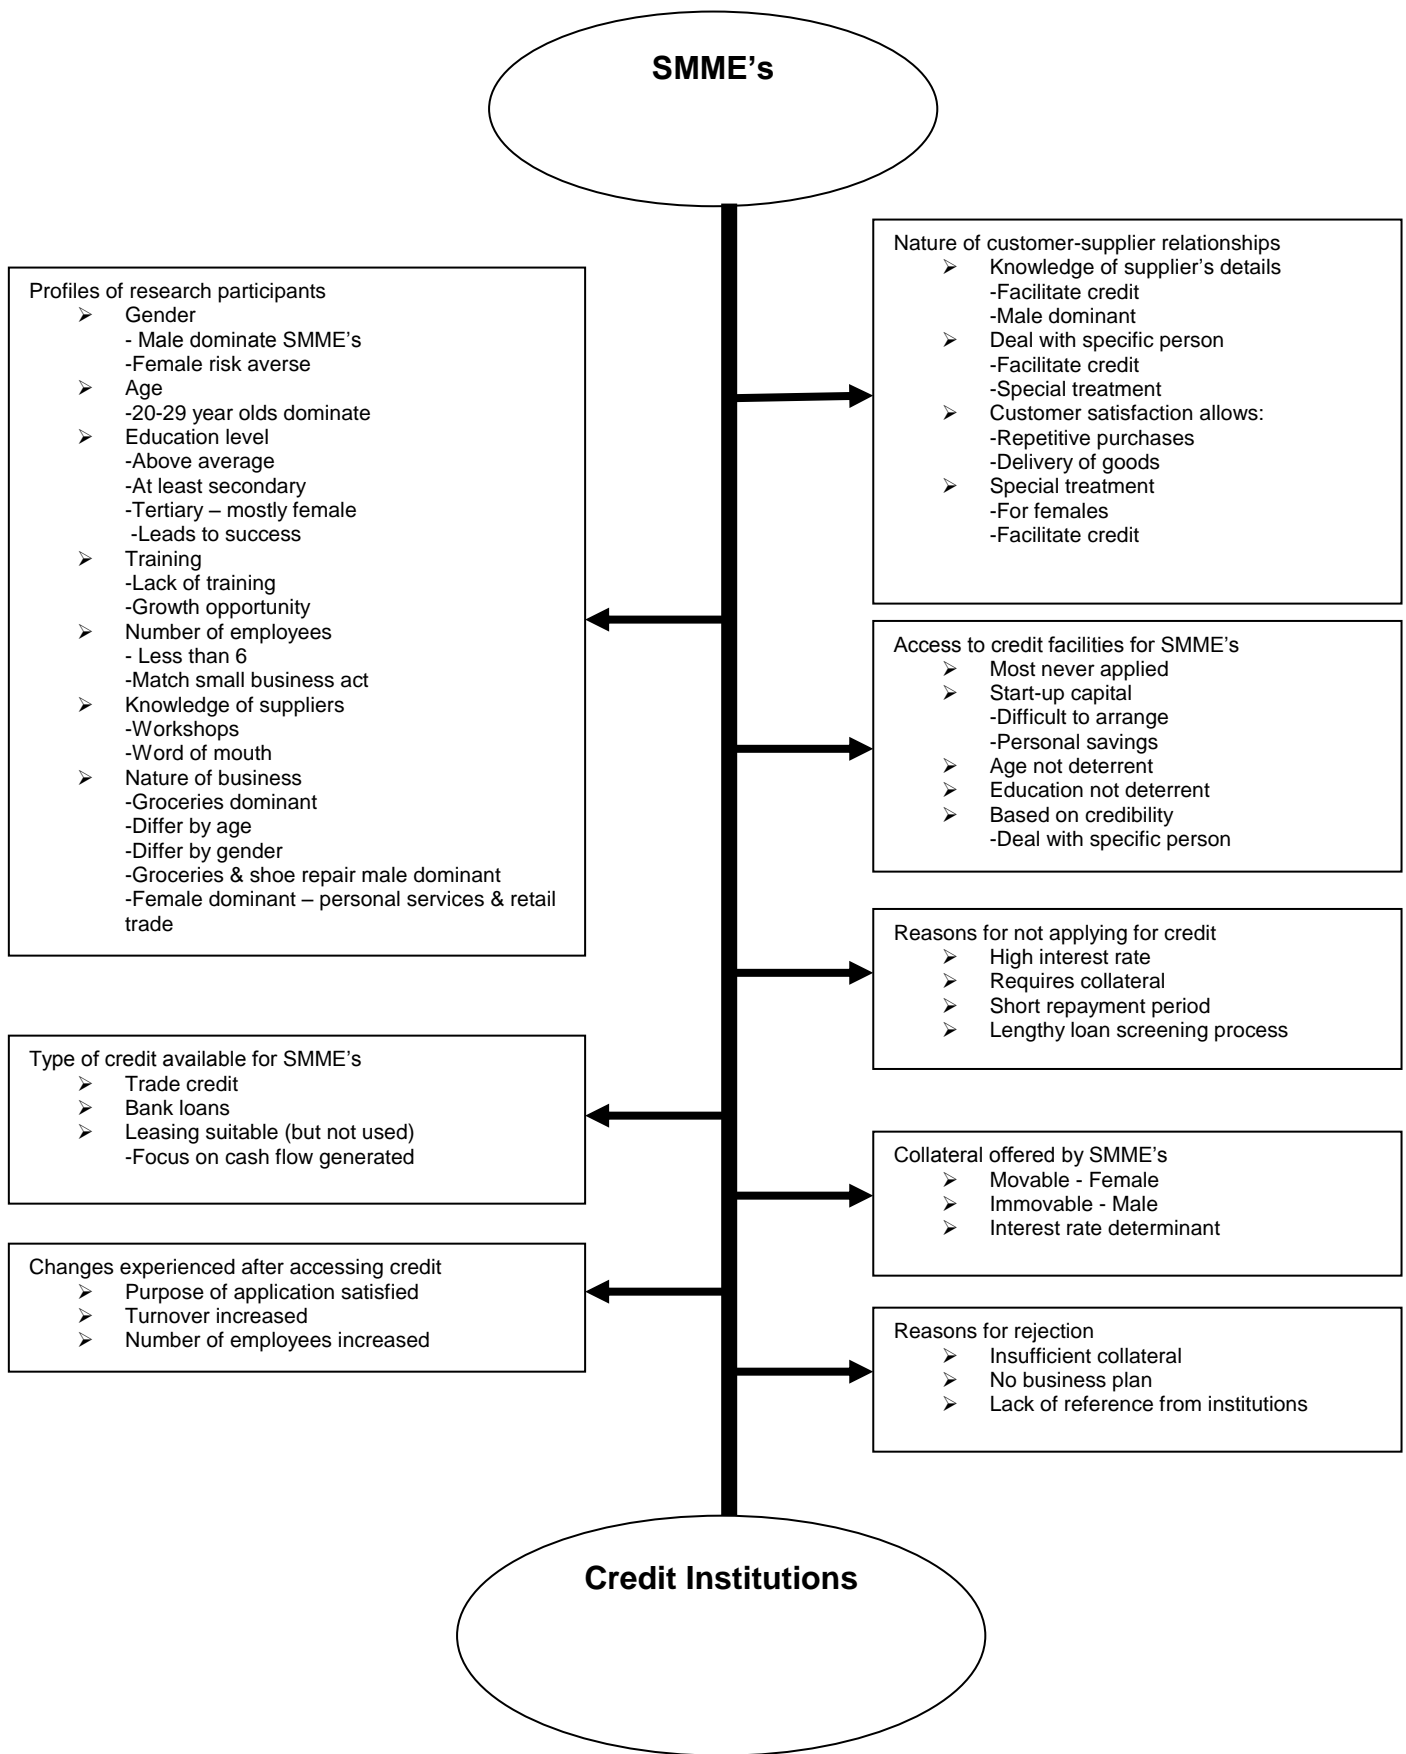 SMME's
Profiles of research participants
➢ Gender
- Male dominate SMME's
-Female risk averse
➢ Age
-20-29 year olds dominate
➢ Education level
-Above average
-At least secondary
-Tertiary – mostly female
-Leads to success
➢ Training
-Lack of training
-Growth opportunity
➢ Number of employees
- Less than 6
-Match small business act
➢ Knowledge of suppliers
-Workshops
-Word of mouth
➢ Nature of business
-Groceries dominant
-Differ by age
-Differ by gender
-Groceries & shoe repair male dominant
-Female dominant – personal services & retail
trade
Type of credit available for SMME's
➢ Trade credit
➢ Bank loans
➢ Leasing suitable (but not used)
-Focus on cash flow generated
Changes experienced after accessing credit
➢ Purpose of application satisfied
➢ Turnover increased
➢ Number of employees increased
Nature of customer-supplier relationships
➢ Knowledge of supplier's details
-Facilitate credit
-Male dominant
➢ Deal with specific person
-Facilitate credit
-Special treatment
➢ Customer satisfaction allows:
-Repetitive purchases
-Delivery of goods
➢ Special treatment
-For females
-Facilitate credit
Access to credit facilities for SMME's
➢ Most never applied
➢ Start-up capital
-Difficult to arrange
-Personal savings
➢ Age not deterrent
➢ Education not deterrent
➢ Based on credibility
-Deal with specific person
Reasons for not applying for credit
➢ High interest rate
➢ Requires collateral
➢ Short repayment period
➢ Lengthy loan screening process
Collateral offered by SMME's
➢ Movable - Female
➢ Immovable - Male
➢ Interest rate determinant
Reasons for rejection
➢ Insufficient collateral
➢ No business plan
➢ Lack of reference from institutions
Credit Institutions